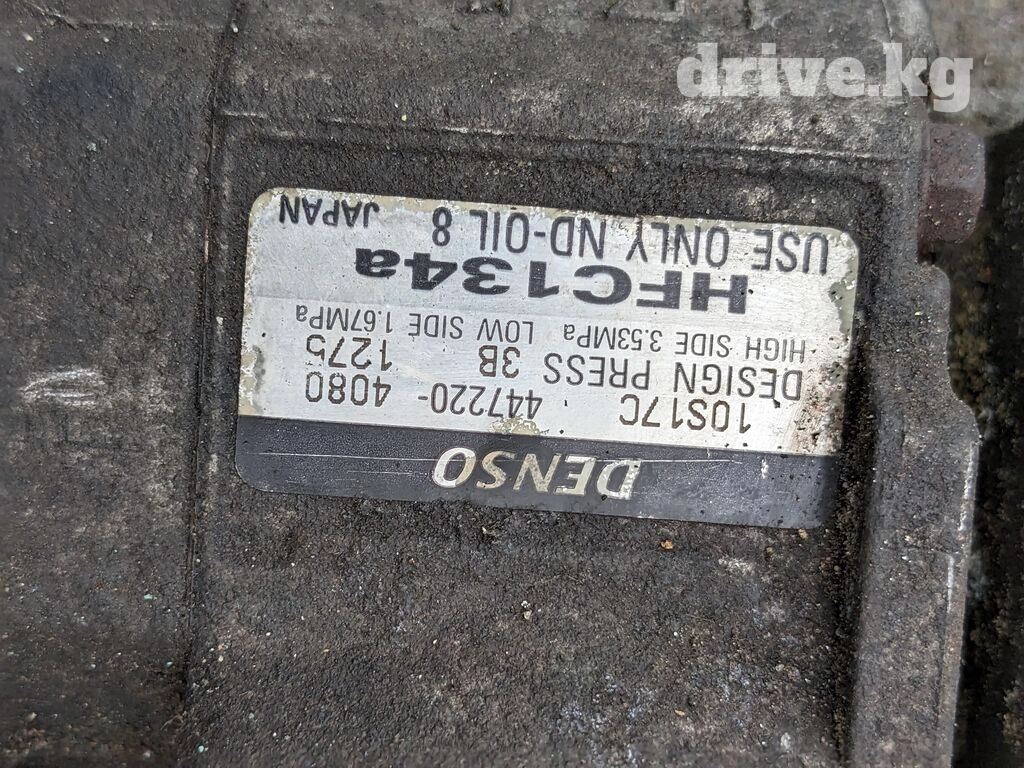 drive.kg
DENSO
10S17C 447220-4080
DESIGN PRESS 3B 1275
HIGH SIDE 3.53MPa LOW SIDE 1.67MPa
HFC134a
USE ONLY ND-OIL 8 JAPAN